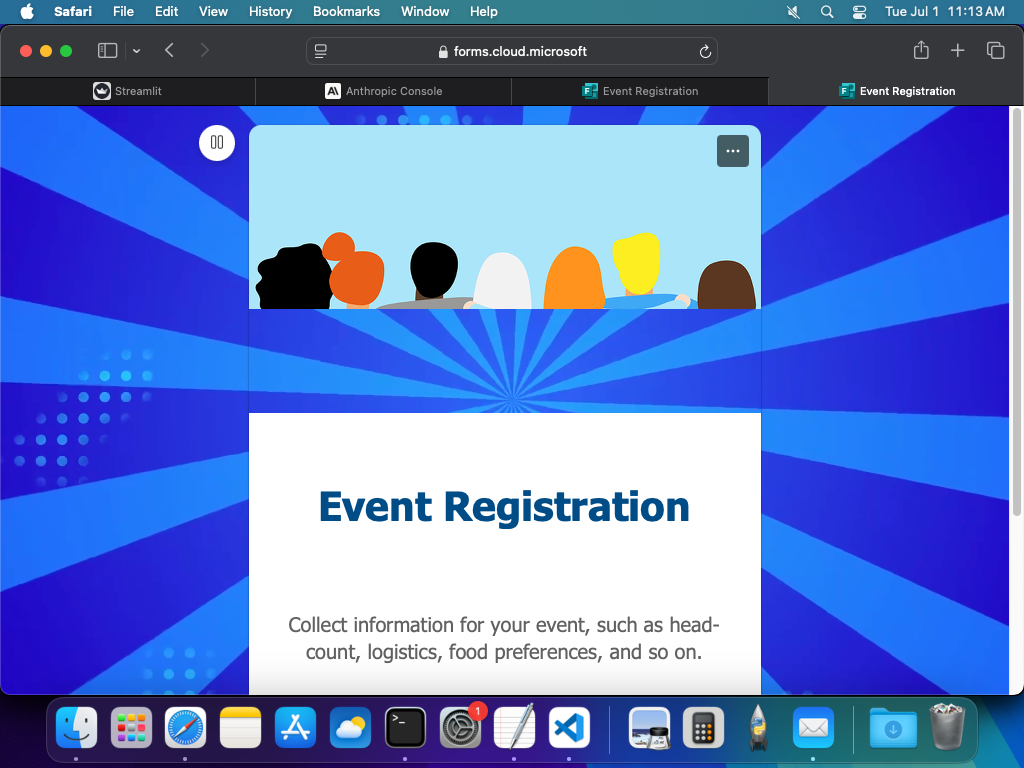 Safari File Edit View History Bookmarks Window Help Tue Jul 1 11:13 AM
forms.cloud.microsoft
Streamlit Anthropic Console Event Registration Event Registration
Event Registration
Collect information for your event, such as head-
count, logistics, food preferences, and so on.
1